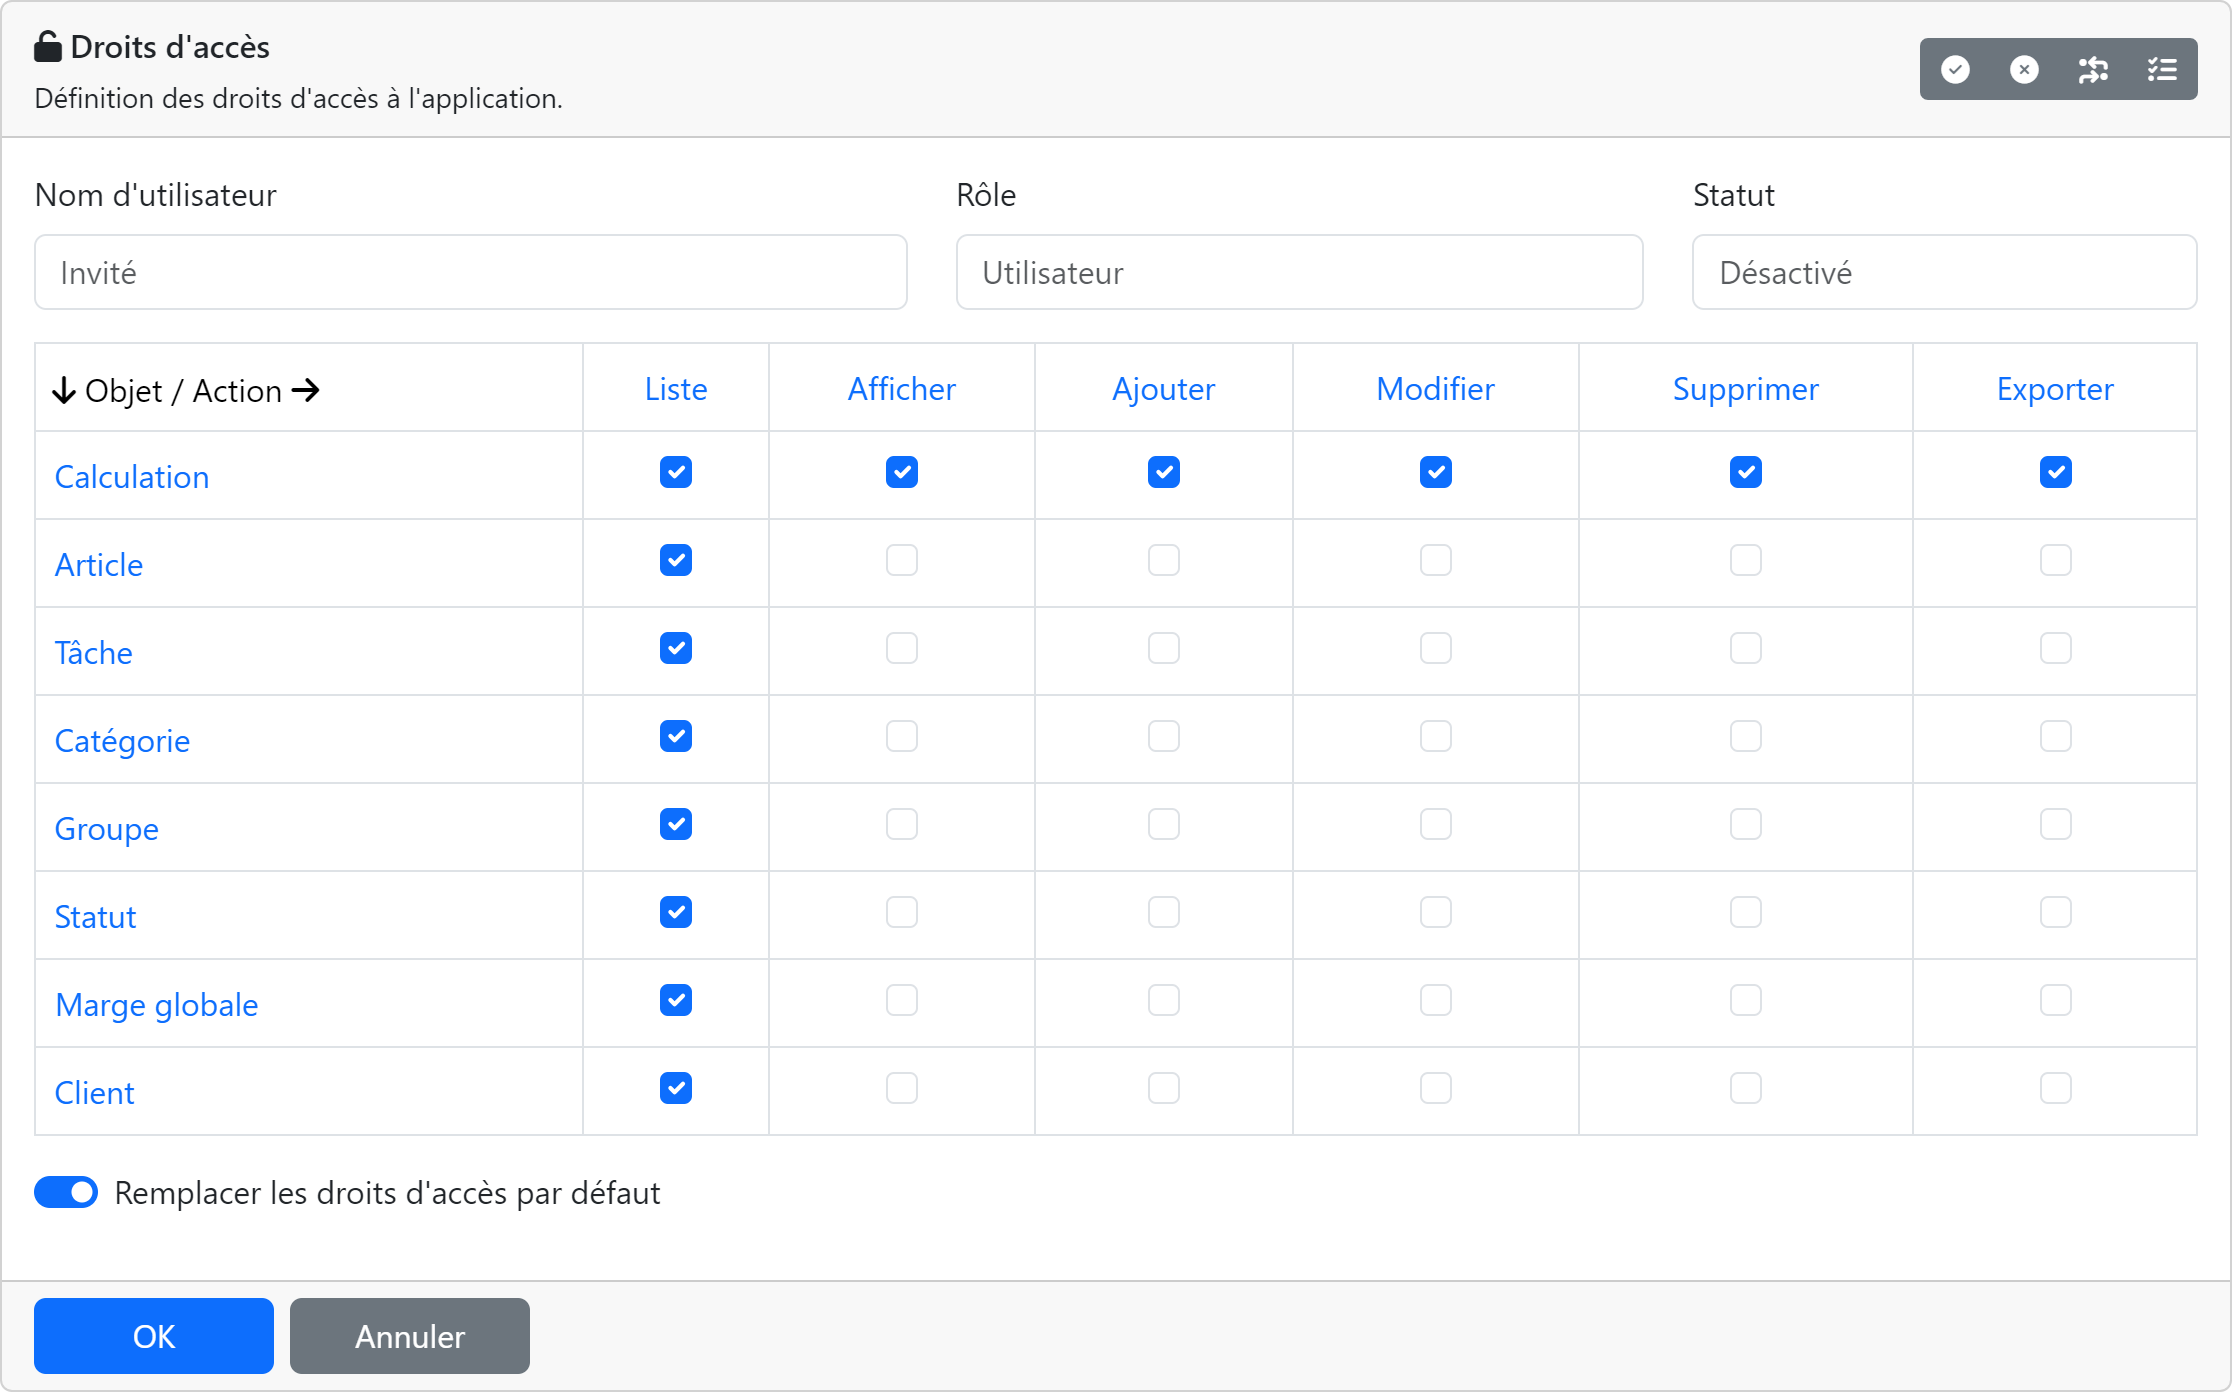 Droits d'accès
Définition des droits d'accès à l'application.
Nom d'utilisateur Rôle Statut
Invité Utilisateur Désactivé
Objet / Action Liste Afficher Ajouter Modifier Supprimer Exporter
Calculation
Article
Tâche
Catégorie
Groupe
Statut
Marge globale
Client
Remplacer les droits d'accès par défaut
OK Annuler